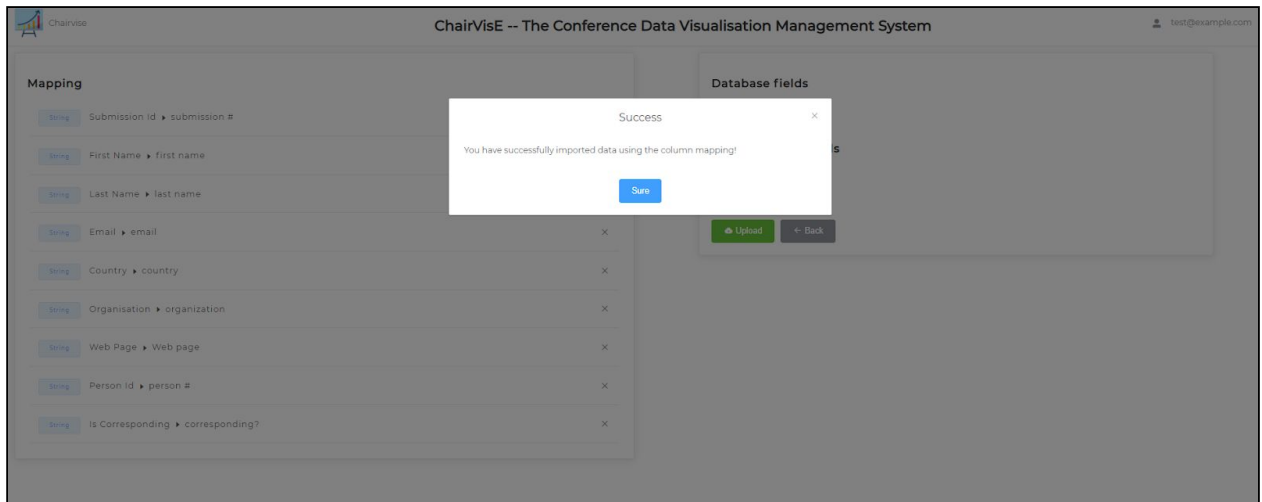 Chairvise
ChairVisE -- The Conference Data Visualisation Management System
test@example.com
Mapping
String Submission Id ▸ submission #
String First Name ▸ first name
String Last Name ▸ last name
String Email ▸ email ×
String Country ▸ country ×
String Organisation ▸ organization ×
String Web Page ▸ Web page ×
String Person Id ▸ person # ×
String Is Corresponding ▸ corresponding? ×
Database fields
Success ×
You have successfully imported data using the column mapping!
Sure
s
Upload ← Back